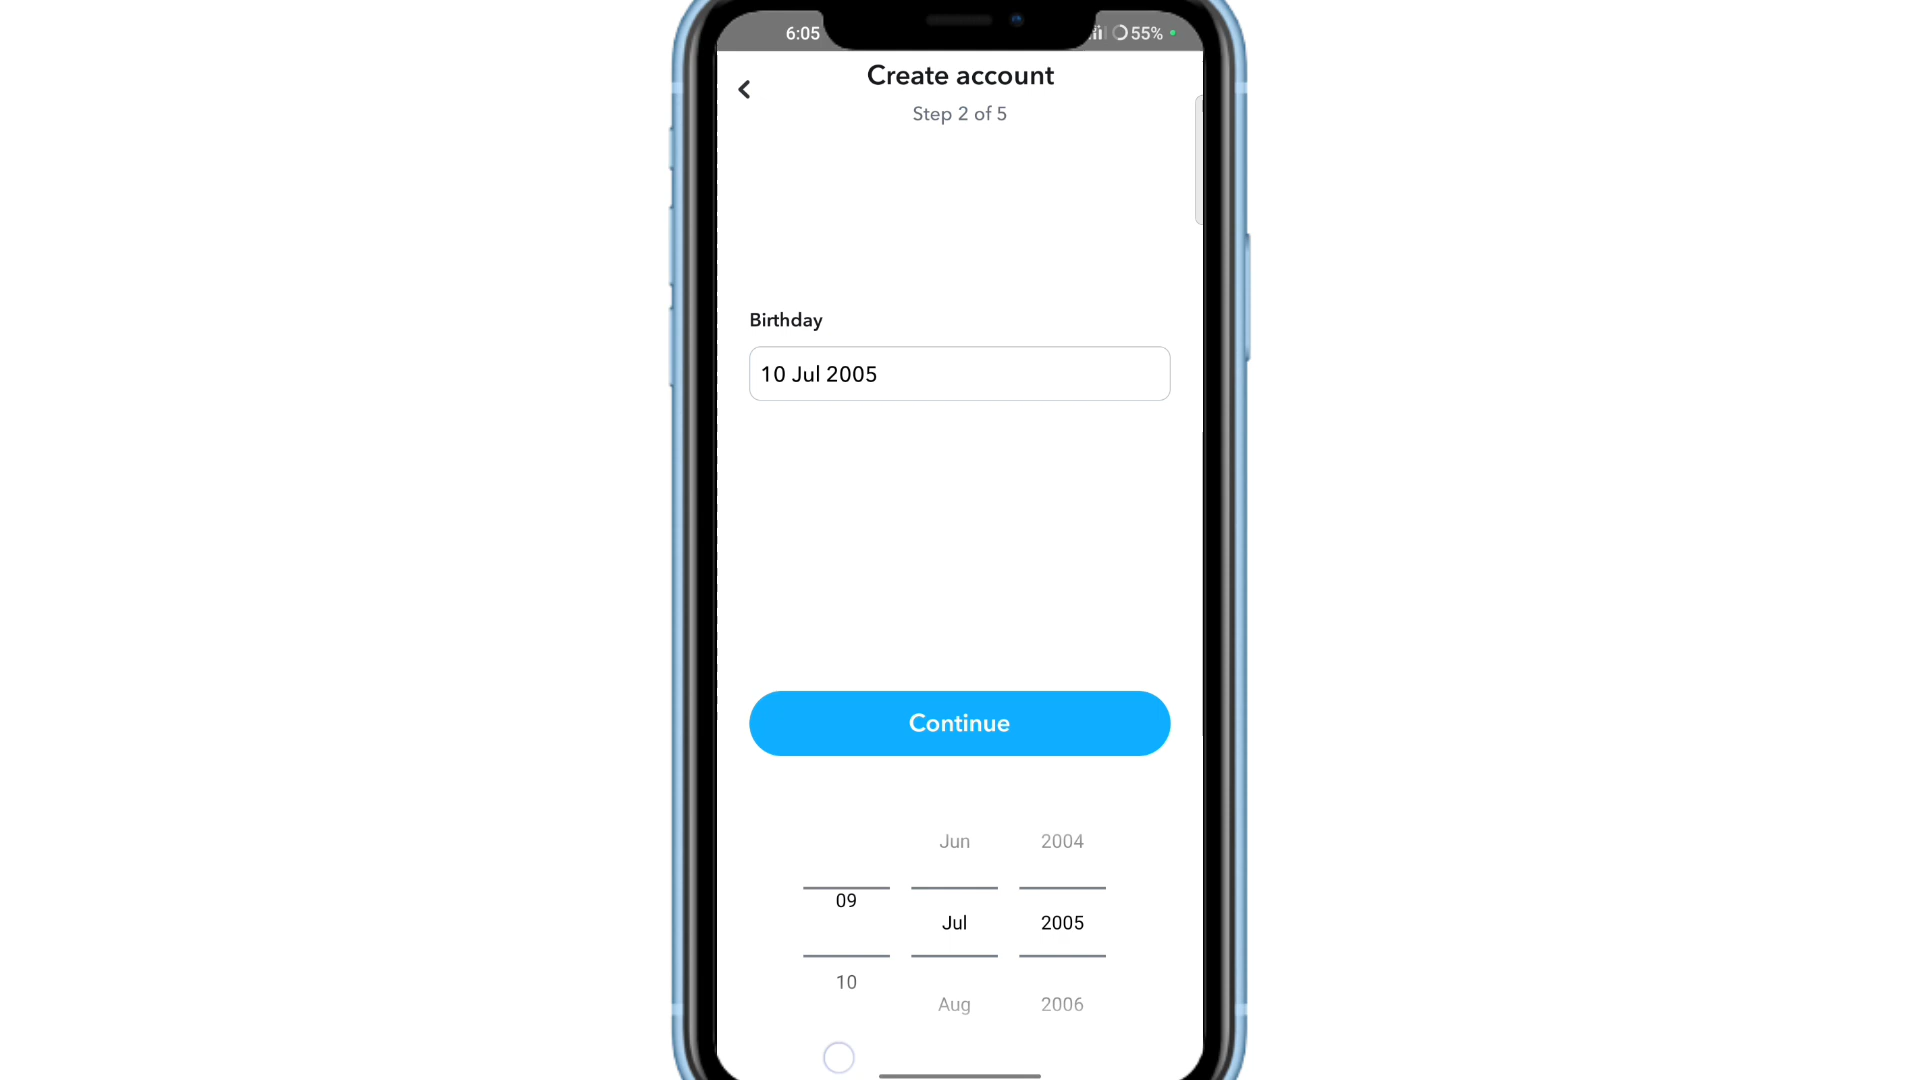 6:05
55%
Create account
Step 2 of 5
Birthday
10 Jul 2005
Continue
Jun 2004
09
Jul 2005
10
Aug 2006